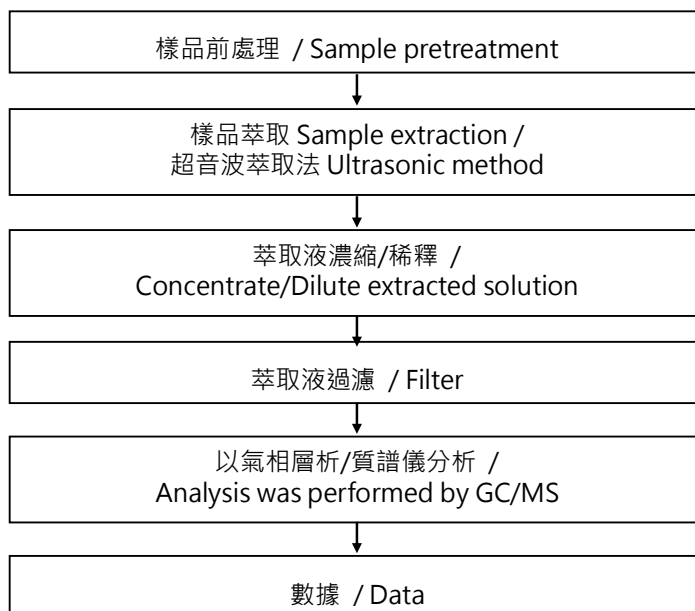 樣品前處理 / Sample pretreatment
樣品萃取 Sample extraction /
超音波萃取法 Ultrasonic method
萃取液濃縮/稀釋 /
Concentrate/Dilute extracted solution
萃取液過濾 / Filter
以氣相層析/質譜儀分析 /
Analysis was performed by GC/MS
數據 / Data